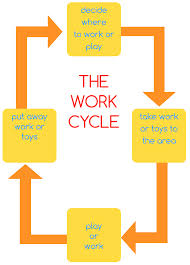 decide
where
to work or
play
THE
WORK
CYCLE
put away
work or
toys
take work
or toys to
the area
play
or
work